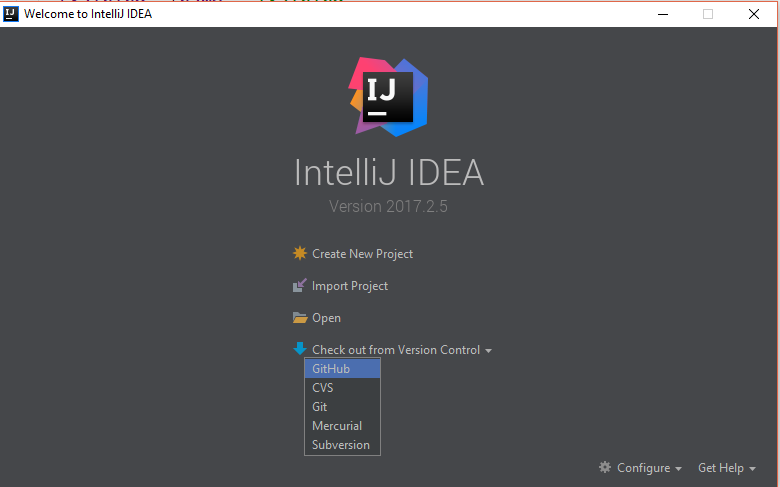 Welcome to IntelliJ IDEA
IJ
IntelliJ IDEA
Version 2017.2.5
Create New Project
Import Project
Open
Check out from Version Control
GitHub
CVS
Git
Mercurial
Subversion
Configure
Get Help